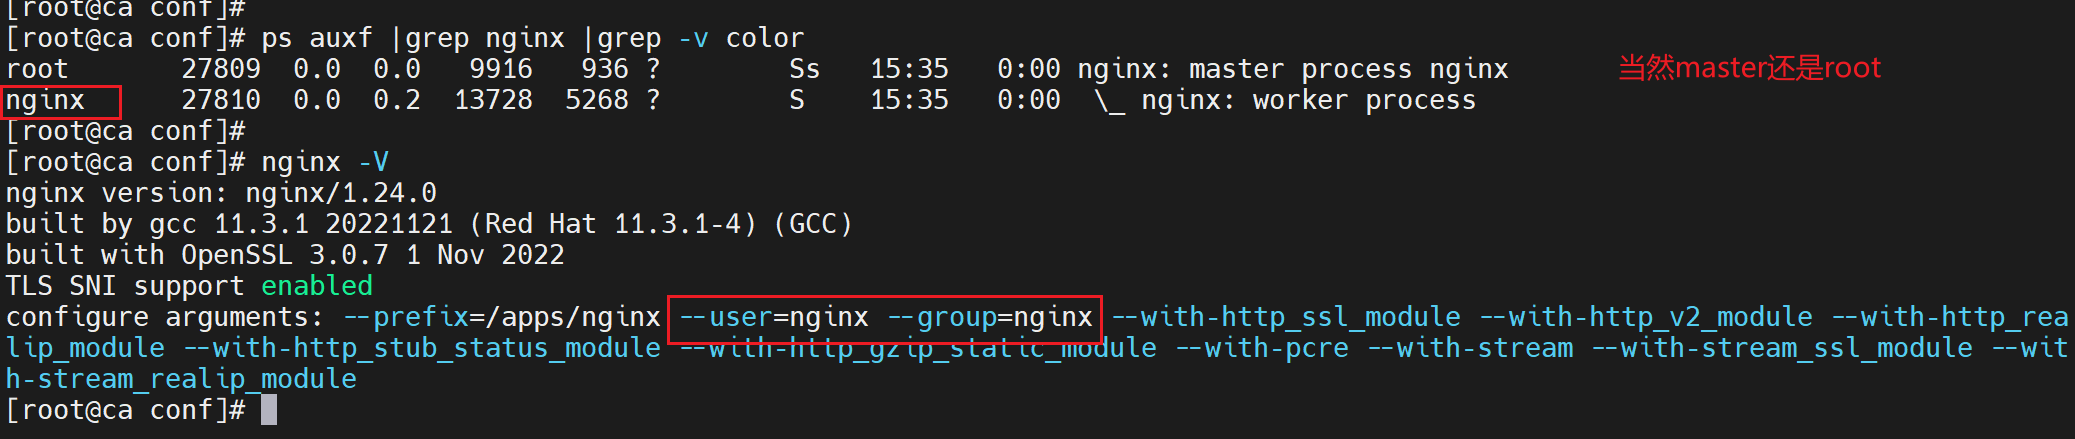 [root@ca conf]#
[root@ca conf]# ps auxf |grep nginx |grep -v color
root       27809  0.0  0.0   9916   936 ?        Ss   15:35   0:00 nginx: master process nginx 当然master还是root
nginx      27810  0.0  0.2  13728  5268 ?        S    15:35   0:00  \_ nginx: worker process
[root@ca conf]#
[root@ca conf]# nginx -V
nginx version: nginx/1.24.0
built by gcc 11.3.1 20221121 (Red Hat 11.3.1-4) (GCC)
built with OpenSSL 3.0.7 1 Nov 2022
TLS SNI support enabled
configure arguments: --prefix=/apps/nginx --user=nginx --group=nginx --with-http_ssl_module --with-http_v2_module --with-http_rea
lip_module --with-http_stub_status_module --with-http_gzip_static_module --with-pcre --with-stream --with-stream_ssl_module --wit
h-stream_realip_module
[root@ca conf]#